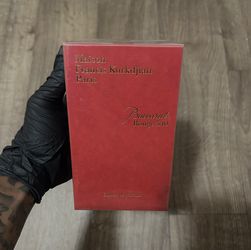 Maison
Francis Kurkdjian
Paris
Baccarat
Rouge 540